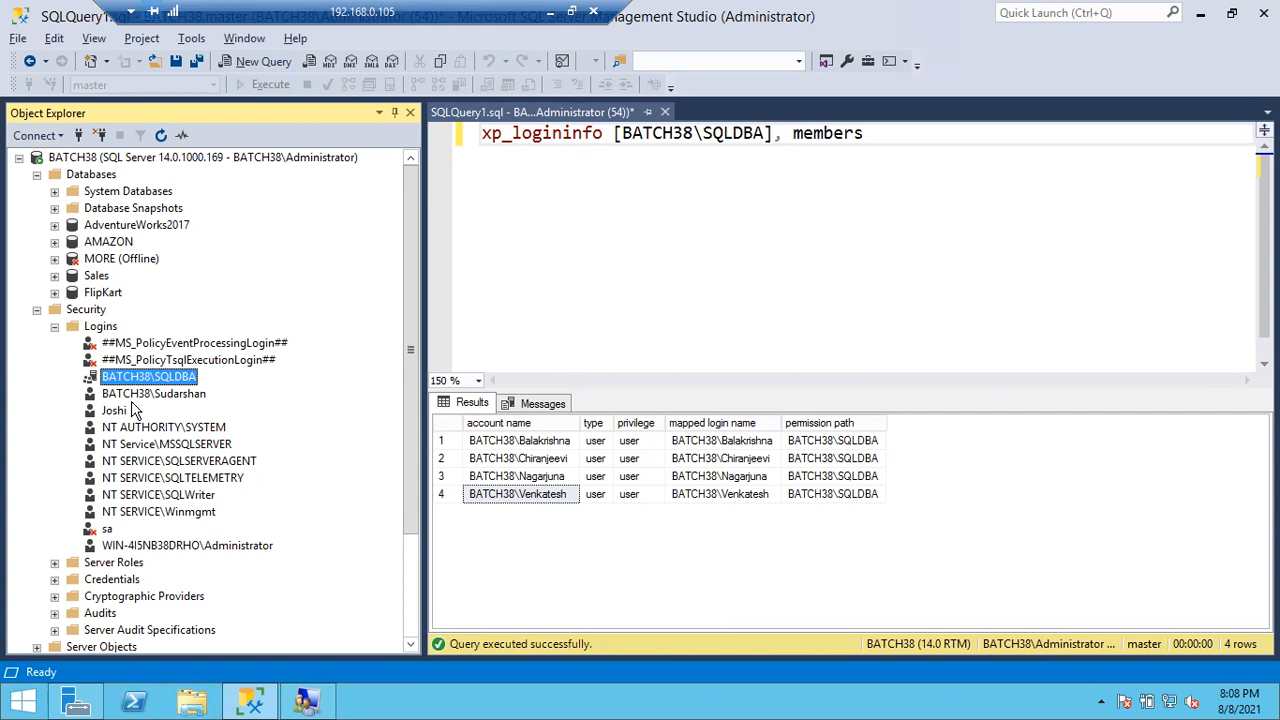 SQLQuery1.sql - BATCH38.master (BATCH38\Administrator (54))* - Microsoft SQL Server Management Studio (Administrator)
192.168.0.105
Quick Launch (Ctrl+Q)
File Edit View Project Tools Window Help
New Query
MDX DMX XMLA DAX
master
Execute
Object Explorer
SQLQuery1.sql - BA...Administrator (54))*
Connect
xp_logininfo [BATCH38\SQLDBA], members
BATCH38 (SQL Server 14.0.1000.169 - BATCH38\Administrator)
Databases
System Databases
Database Snapshots
AdventureWorks2017
AMAZON
MORE (Offline)
Sales
FlipKart
Security
Logins
##MS_PolicyEventProcessingLogin##
##MS_PolicyTsqlExecutionLogin##
BATCH38\SQLDBA
BATCH38\Sudarshan
Joshi
NT AUTHORITY\SYSTEM
NT Service\MSSQLSERVER
NT SERVICE\SQLSERVERAGENT
NT SERVICE\SQLTELEMETRY
NT SERVICE\SQLWriter
NT SERVICE\Winmgmt
sa
WIN-4I5NB38DRHO\Administrator
Server Roles
Credentials
Cryptographic Providers
Audits
Server Audit Specifications
Server Objects
150 %
Results Messages
account name type privilege mapped login name permission path
1 BATCH38\Balakrishna user user BATCH38\Balakrishna BATCH38\SQLDBA
2 BATCH38\Chiranjeevi user user BATCH38\Chiranjeevi BATCH38\SQLDBA
3 BATCH38\Nagarjuna user user BATCH38\Nagarjuna BATCH38\SQLDBA
4 BATCH38\Venkatesh user user BATCH38\Venkatesh BATCH38\SQLDBA
Query executed successfully. BATCH38 (14.0 RTM) BATCH38\Administrator ... master 00:00:00 4 rows
Ready
8:08 PM
8/8/2021